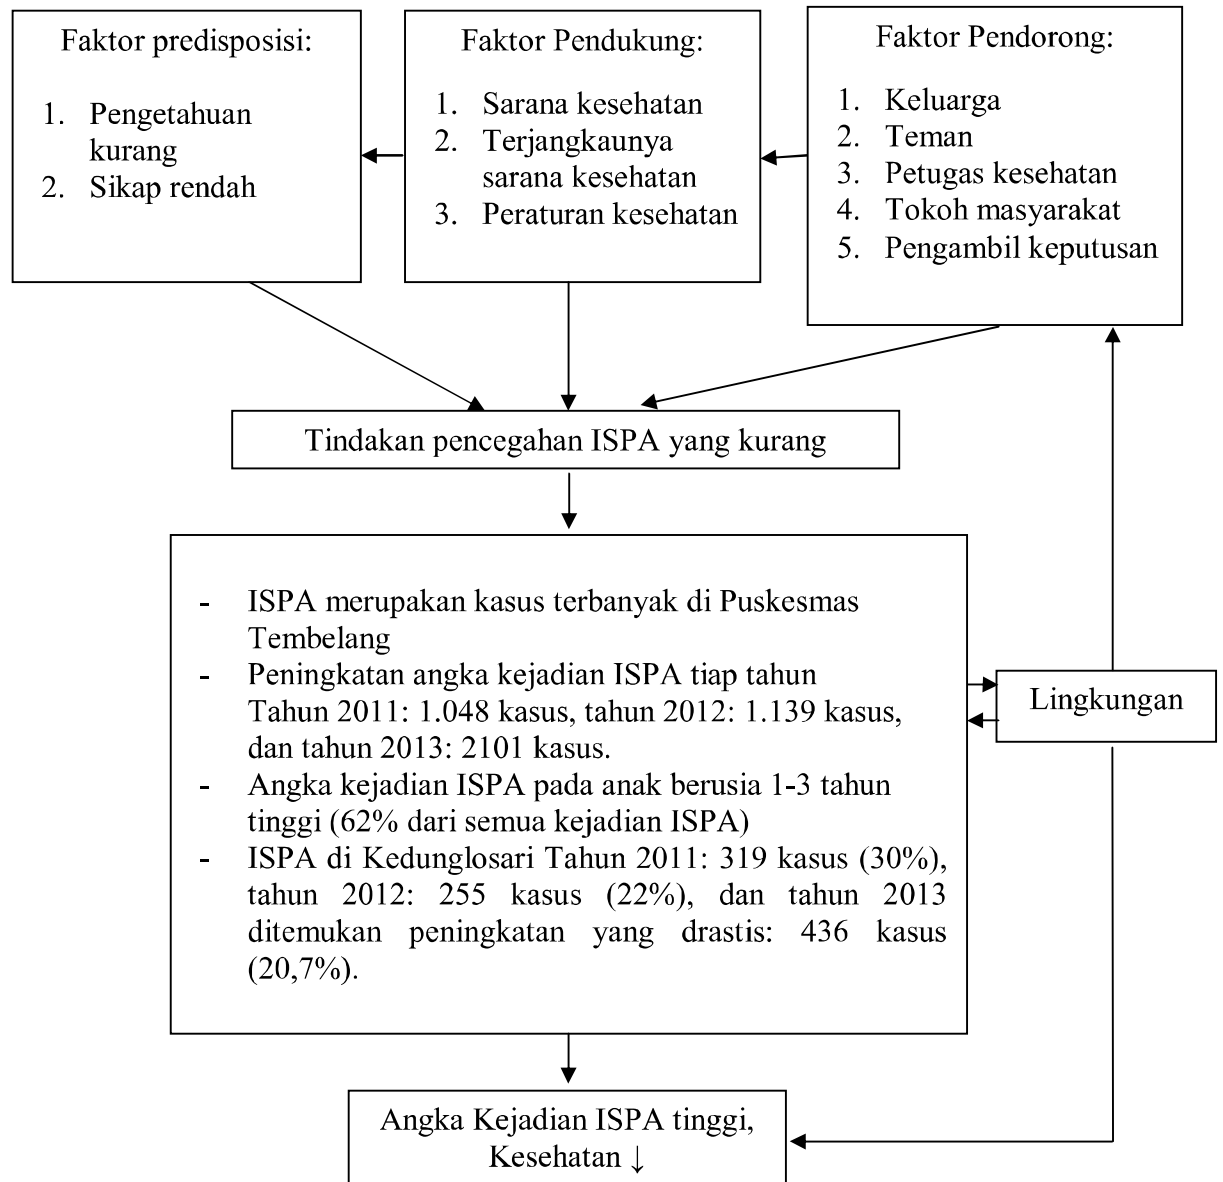 Faktor predisposisi:
1. Pengetahuan
kurang
2. Sikap rendah
Faktor Pendukung:
1. Sarana kesehatan
2. Terjangkaunya
sarana kesehatan
3. Peraturan kesehatan
Faktor Pendorong:
1. Keluarga
2. Teman
3. Petugas kesehatan
4. Tokoh masyarakat
5. Pengambil keputusan
Tindakan pencegahan ISPA yang kurang
- ISPA merupakan kasus terbanyak di Puskesmas
Tembelang
- Peningkatan angka kejadian ISPA tiap tahun
Tahun 2011: 1.048 kasus, tahun 2012: 1.139 kasus,
dan tahun 2013: 2101 kasus.
- Angka kejadian ISPA pada anak berusia 1-3 tahun
tinggi (62% dari semua kejadian ISPA)
- ISPA di Kedunglosari Tahun 2011: 319 kasus (30%),
tahun 2012: 255 kasus (22%), dan tahun 2013
ditemukan peningkatan yang drastis: 436 kasus
(20,7%).
Lingkungan
Angka Kejadian ISPA tinggi,
Kesehatan ↓